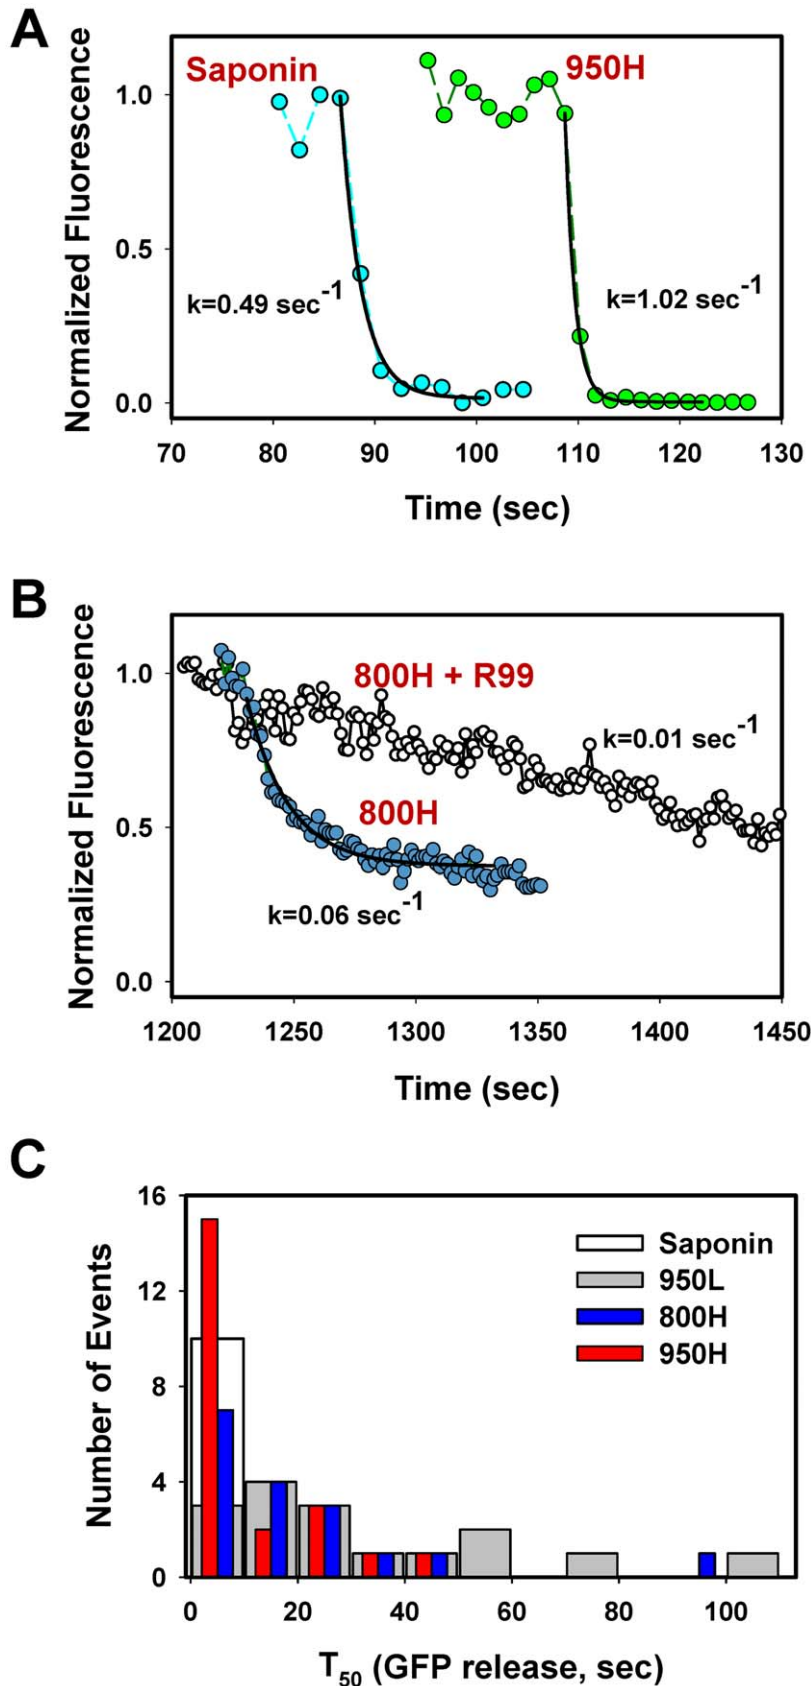 A
Normalized Fluorescence
Saponin
950H
1.0
0.5
0.0
k=0.49 sec-1
k=1.02 sec-1
70 80 90 100 110 120 130
Time (sec)
B
Normalized Fluorescence
1.0
0.5
0.0
800H + R99
k=0.01 sec-1
800H
k=0.06 sec-1
1200 1250 1300 1350 1400 1450
Time (sec)
C
Number of Events
16
12
8
4
0
Saponin
950L
800H
950H
0 20 40 60 80 100
T50 (GFP release, sec)